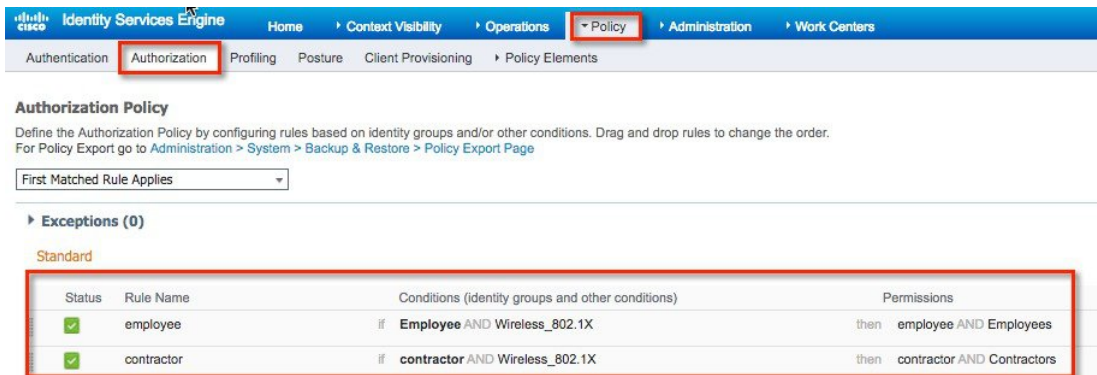 cisco Identity Services Engine Home Context Visibility Operations Policy Administration Work Centers
Authentication Authorization Profiling Posture Client Provisioning Policy Elements
Authorization Policy
Define the Authorization Policy by configuring rules based on identity groups and/or other conditions. Drag and drop rules to change the order.
For Policy Export go to Administration > System > Backup & Restore > Policy Export Page
First Matched Rule Applies
Exceptions (0)
Standard
Status Rule Name Conditions (identity groups and other conditions) Permissions
employee if Employee AND Wireless_802.1X then employee AND Employees
contractor if contractor AND Wireless_802.1X then contractor AND Contractors